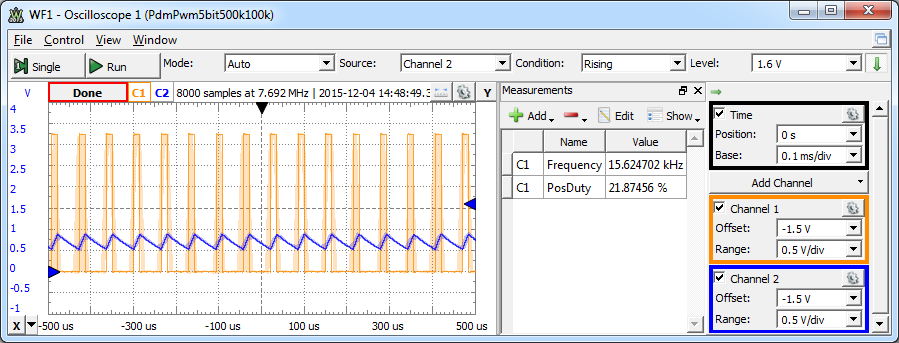 WF1 - Oscilloscope 1 (PdmPwm5bit500k100k)
File Control View Window
Single Run Mode: Auto Source: Channel 2 Condition: Rising Level: 1.6 V
V Done C1 C2 8000 samples at 7.692 MHz | 2015-12-04 14:48:49.3 Y
4
3.5
3
2.5
2
1.5
1
0.5
0
-0.5
-1
X -500 us -300 us -100 us 100 us 300 us 500 us
Measurements
Add Edit Show
Name Value
C1 Frequency 15.624702 kHz
C1 PosDuty 21.87456 %
Time
Position: 0 s
Base: 0.1 ms/div
Add Channel
Channel 1
Offset: -1.5 V
Range: 0.5 V/div
Channel 2
Offset: -1.5 V
Range: 0.5 V/div